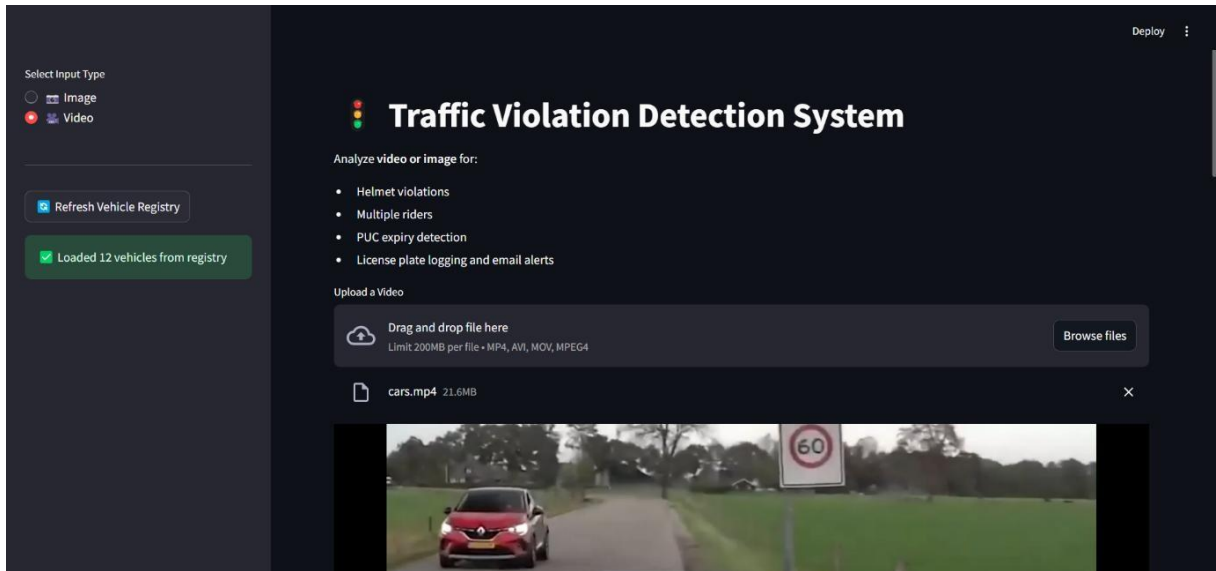 Deploy
Select Input Type
Image
Video
Refresh Vehicle Registry
Loaded 12 vehicles from registry
Traffic Violation Detection System
Analyze video or image for:
• Helmet violations
• Multiple riders
• PUC expiry detection
• License plate logging and email alerts
Upload a Video
Drag and drop file here
Limit 200MB per file • MP4, AVI, MOV, MPEG4
Browse files
cars.mp4 21.6MB
60